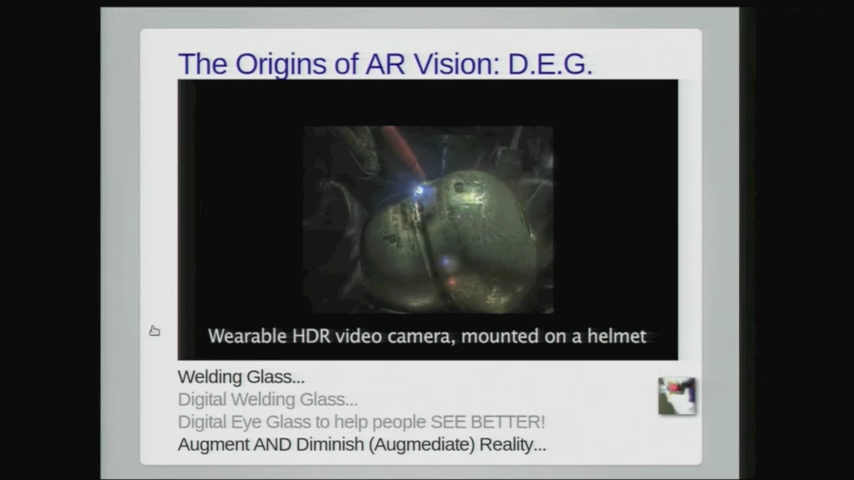 The Origins of AR Vision: D.E.G.
Wearable HDR video camera, mounted on a helmet
Welding Glass...
Digital Welding Glass...
Digital Eye Glass to help people SEE BETTER!
Augment AND Diminish (Augmediate) Reality...